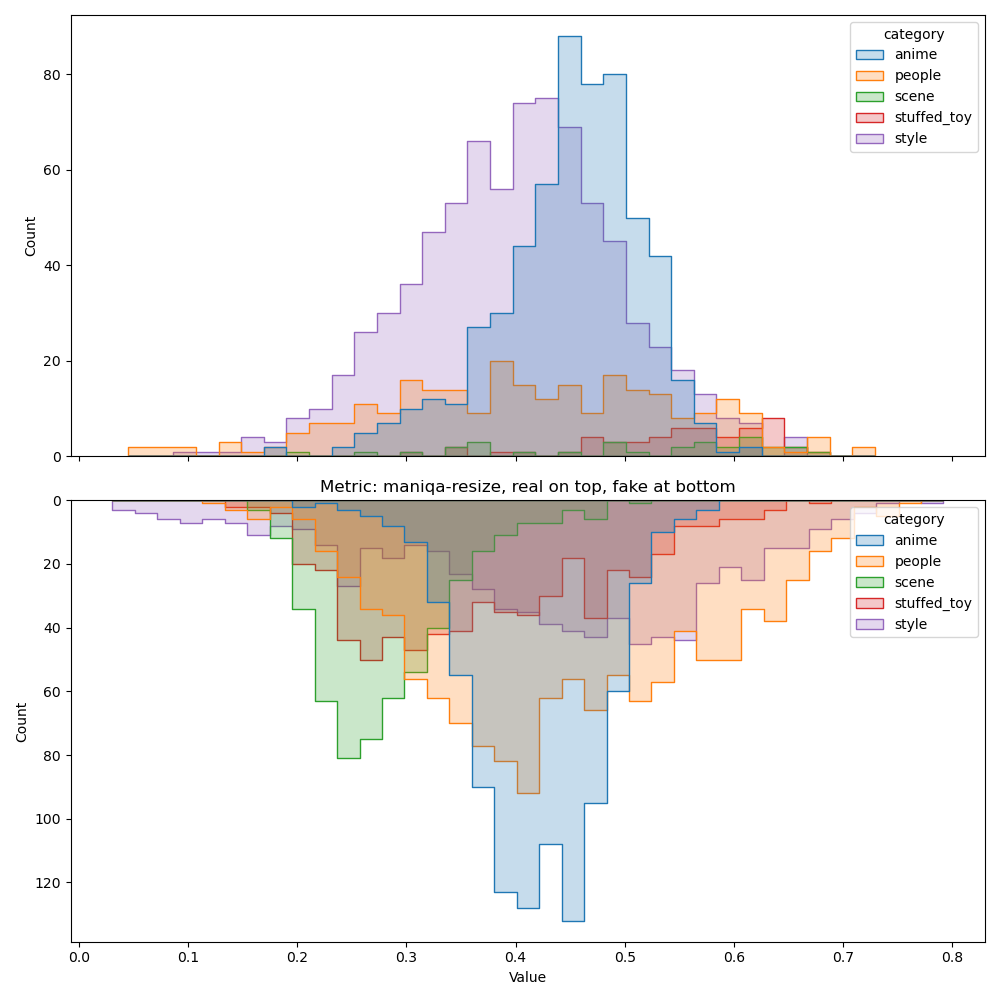 category
anime
people
scene
stuffed_toy
style
80
60
40
20
0
Count
Metric: maniqa-resize, real on top, fake at bottom
category
anime
people
scene
stuffed_toy
style
0
20
40
60
80
100
120
Count
0.0 0.1 0.2 0.3 0.4 0.5 0.6 0.7 0.8
Value